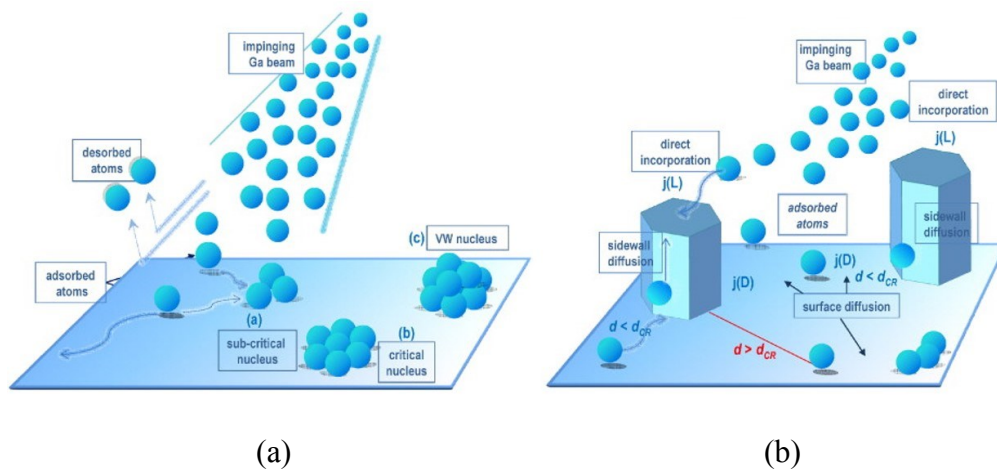 impinging
Ga beam
desorbed
atoms
adsorbed
atoms
(a)
sub-critical
nucleus
(b)
critical
nucleus
(c)
VW nucleus
(a)
impinging
Ga beam
direct
incorporation
j(L)
direct
incorporation
j(L)
adsorbed
atoms
sidewall
diffusion
sidewall
diffusion
j(D)
j(D)
d < dCR
surface diffusion
d < dCR
d > dCR
(b)